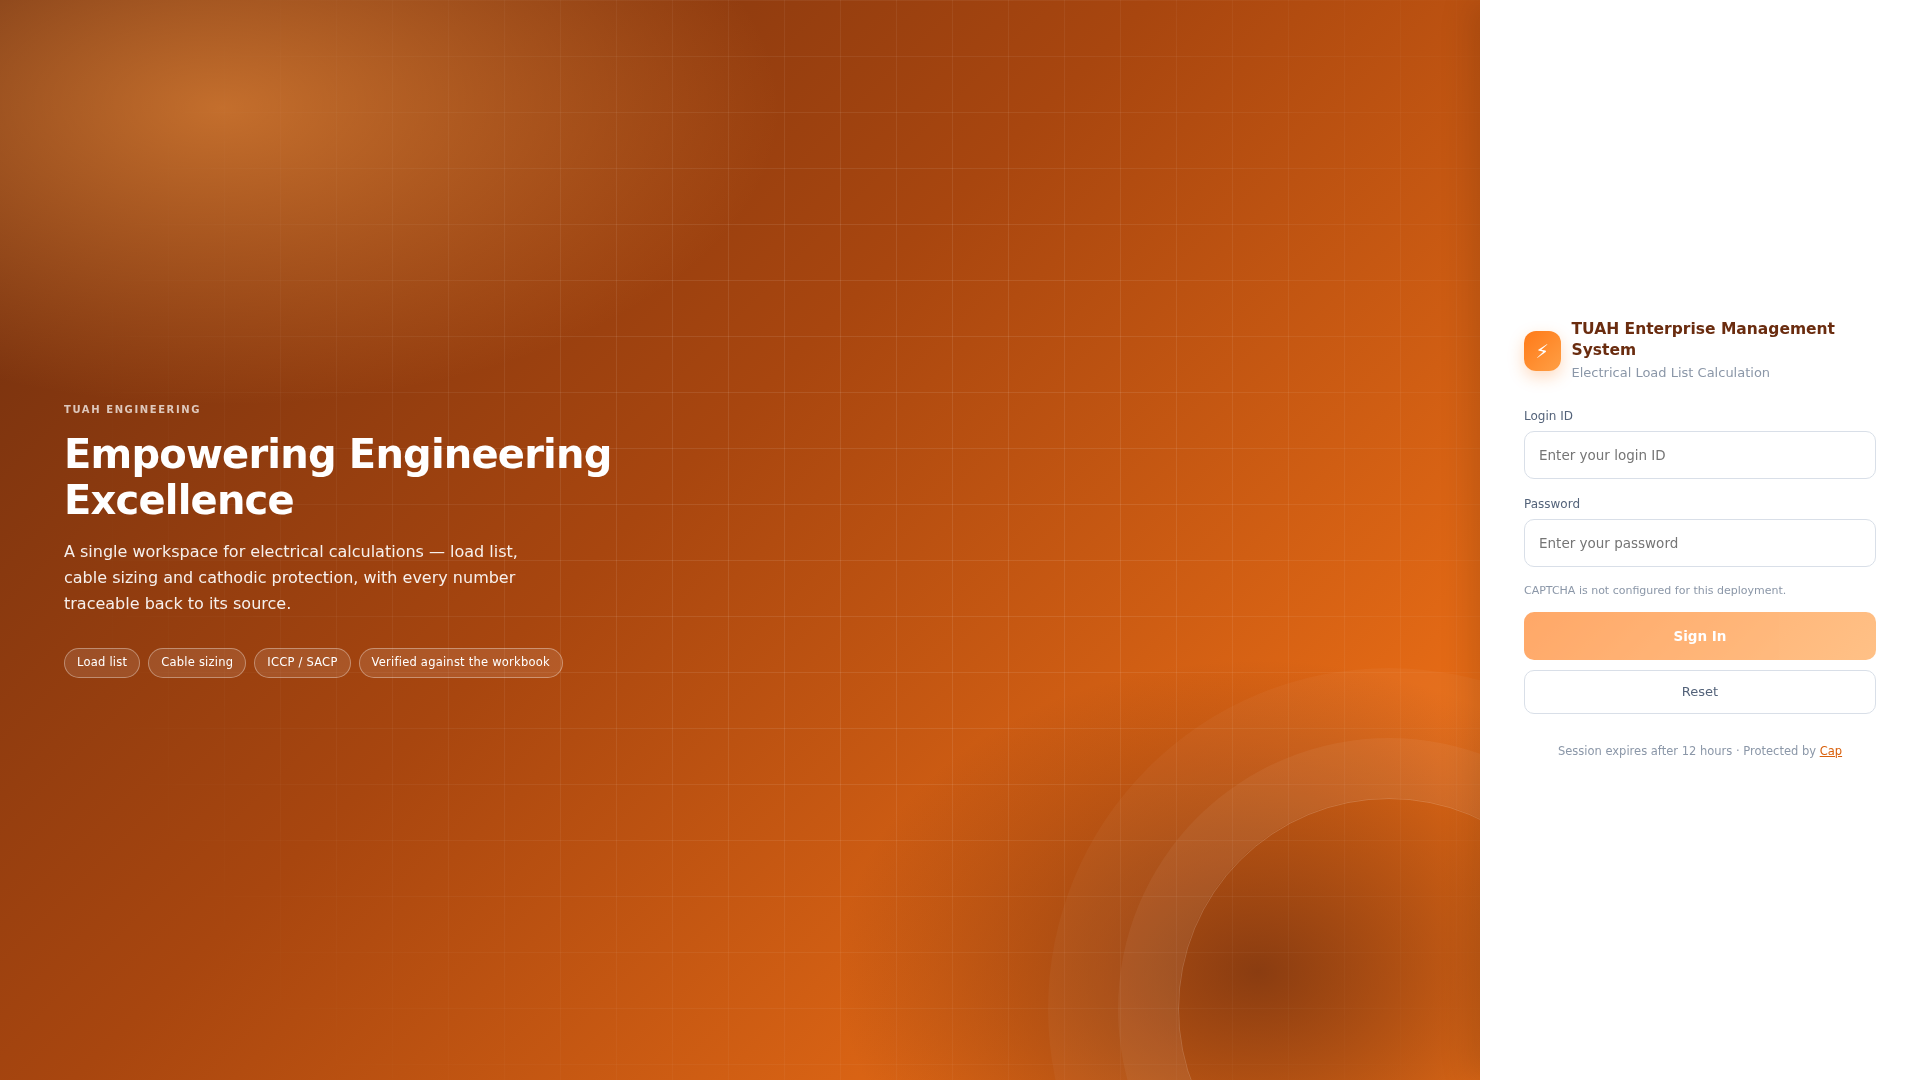 TUAH ENGINEERING
Empowering Engineering
Excellence
A single workspace for electrical calculations — load list,
cable sizing and cathodic protection, with every number
traceable back to its source.
Load list
Cable sizing
ICCP / SACP
Verified against the workbook
TUAH Enterprise Management
System
Electrical Load List Calculation
Login ID
Enter your login ID
Password
Enter your password
CAPTCHA is not configured for this deployment.
Sign In
Reset
Session expires after 12 hours · Protected by Cap